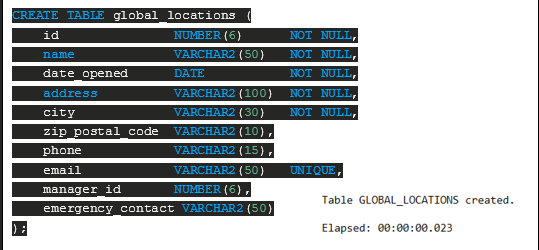 CREATE TABLE global_locations (
id NUMBER(6) NOT NULL,
name VARCHAR2(50) NOT NULL,
date_opened DATE NOT NULL,
address VARCHAR2(100) NOT NULL,
city VARCHAR2(30) NOT NULL,
zip_postal_code VARCHAR2(10),
phone VARCHAR2(15),
email VARCHAR2(50) UNIQUE,
manager_id NUMBER(6),
emergency_contact VARCHAR2(50)
);
Table GLOBAL_LOCATIONS created.
Elapsed: 00:00:00.023